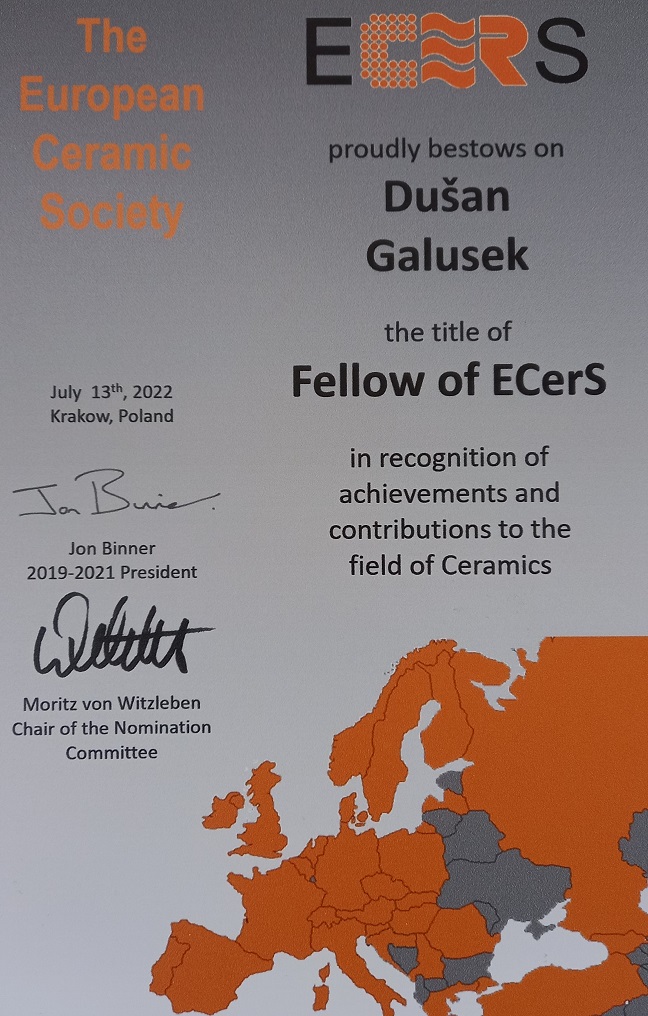 The
European
Ceramic
Society
ECERS
proudly bestows on
Dušan
Galusek
the title of
Fellow of ECerS
in recognition of
achievements and
contributions to the
field of Ceramics
July 13th, 2022
Krakow, Poland
Jon Binner
Jon Binner
2019-2021 President
Moritz von Witzleben
Chair of the Nomination
Committee